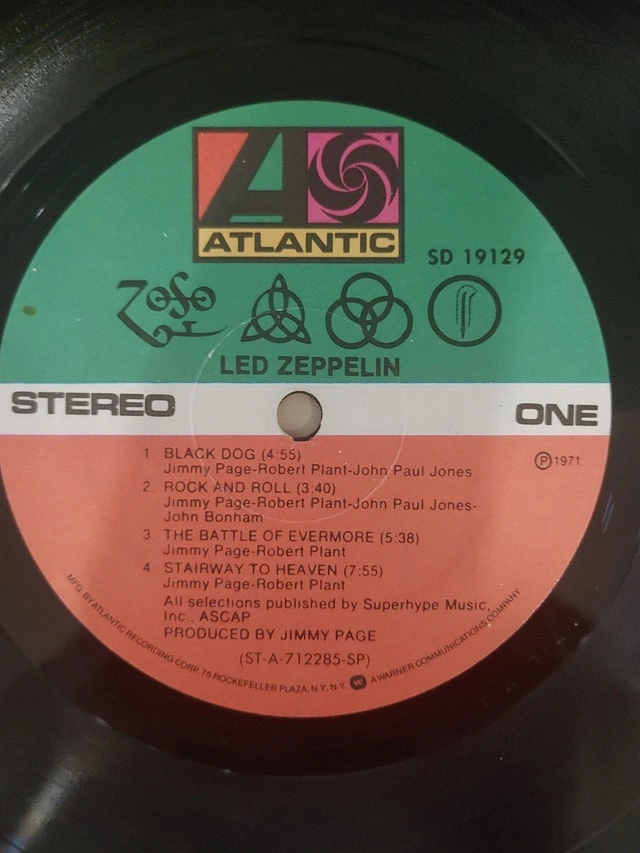 ATLANTIC
SD 19129
LED ZEPPELIN
STEREO
ONE
1. BLACK DOG (4:55)
Jimmy Page-Robert Plant-John Paul Jones
℗1971
2. ROCK AND ROLL (3:40)
Jimmy Page-Robert Plant-John Paul Jones-
John Bonham
3 THE BATTLE OF EVERMORE (5:38)
Jimmy Page-Robert Plant
4 STAIRWAY TO HEAVEN (7:55)
Jimmy Page-Robert Plant
All selections published by Superhype Music,
Inc., ASCAP
PRODUCED BY JIMMY PAGE
(ST-A-712285-SP)
MFG. BY ATLANTIC RECORDING CORP. 75 ROCKEFELLER PLAZA, N.Y. N.Y. A WARNER COMMUNICATIONS COMPANY